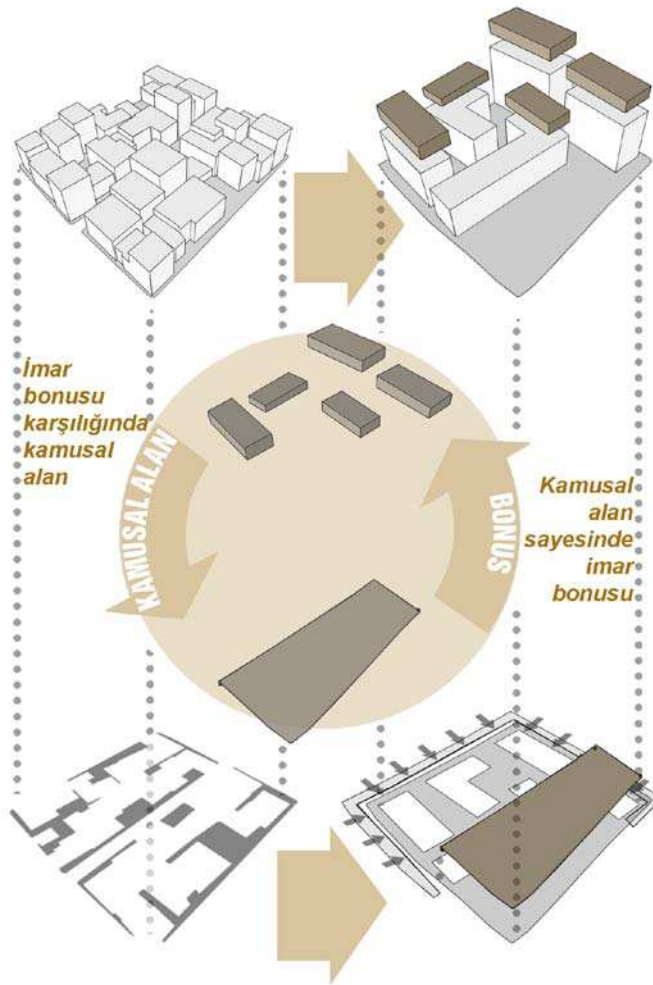 İmar
bonusu
karşılığında
kamusal
alan
KAMUSAL ALAN
BONUS
Kamusal
alan
sayesinde
imar
bonusu